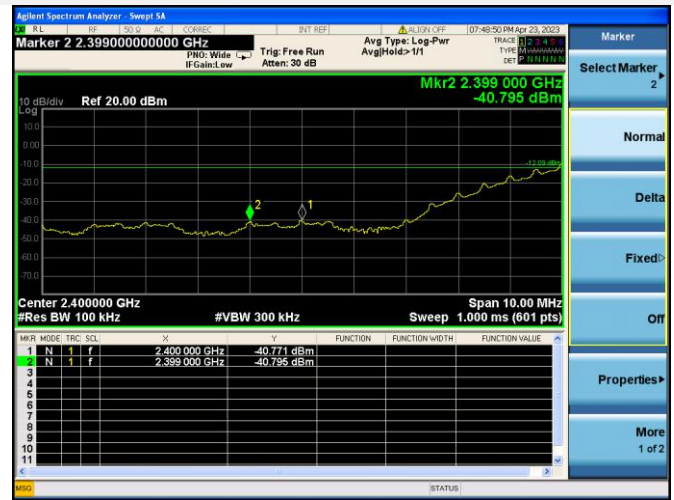 Agilent Spectrum Analyzer - Swept SA
RL RF 50 Ω AC CORREC INT REF ALIGN OFF 07:48:50 PM Apr 23, 2023
Marker 2 2.399000000000 GHz
PNO: Wide Trig: Free Run Avg Type: Log-Pwr TRACE 1 2 3 4 5 6
IFGain:Low Atten: 30 dB Avg|Hold>1/1 TYPE M
DET P N N N N N
Mkr2 2.399 000 GHz
-40.795 dBm
10 dB/div Ref 20.00 dBm
Log
10.0
0.00
-10.0
-12.09 dBm
-20.0
-30.0
2
1
-40.0
-50.0
-60.0
-70.0
Center 2.400000 GHz Span 10.00 MHz
#Res BW 100 kHz #VBW 300 kHz Sweep 1.000 ms (601 pts)
MKR MODE TRC SCL X Y FUNCTION FUNCTION WIDTH FUNCTION VALUE
1 N 1 f 2.400 000 GHz -40.771 dBm
2 N 1 f 2.399 000 GHz -40.795 dBm
3
4
5
6
7
8
9
10
11
MSG STATUS
Marker
Select Marker
2
Normal
Delta
Fixed
Off
Properties
More
1 of 2